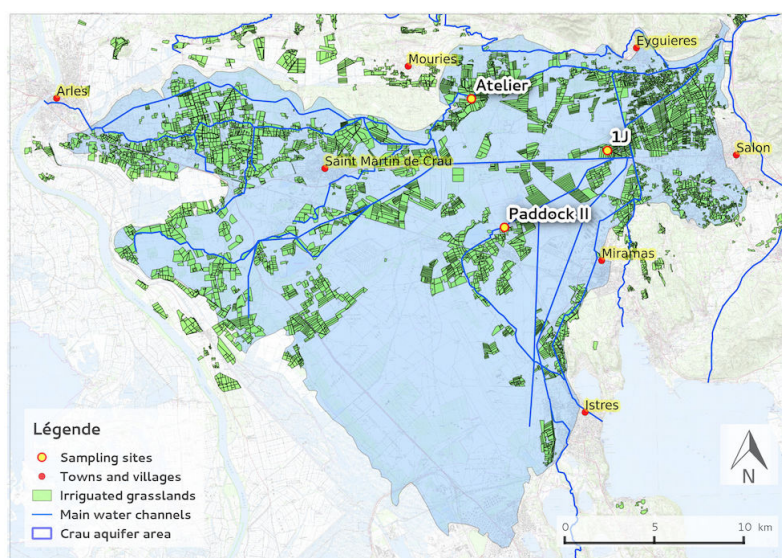 Eyguieres
Mouries
Arles
Atelier
1J
Salon
Saint Martin de Crau
Paddock II
Miramas
Istres
Légende
Sampling sites
Towns and villages
Irriguated grasslands
Main water channels
Crau aquifer area
N
0 5 10 km